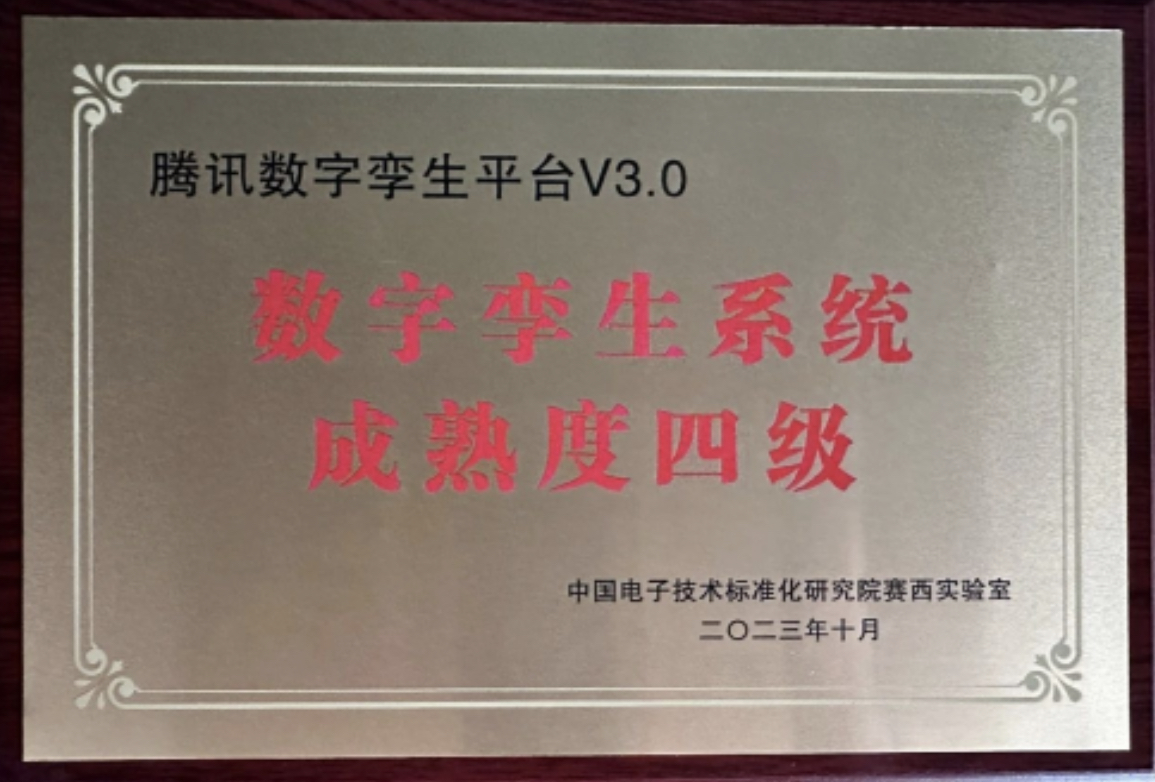 腾讯数字孪生平台V3.0
数字孪生系统
成熟度四级
中国电子技术标准化研究院赛西实验室
二〇二三年十月